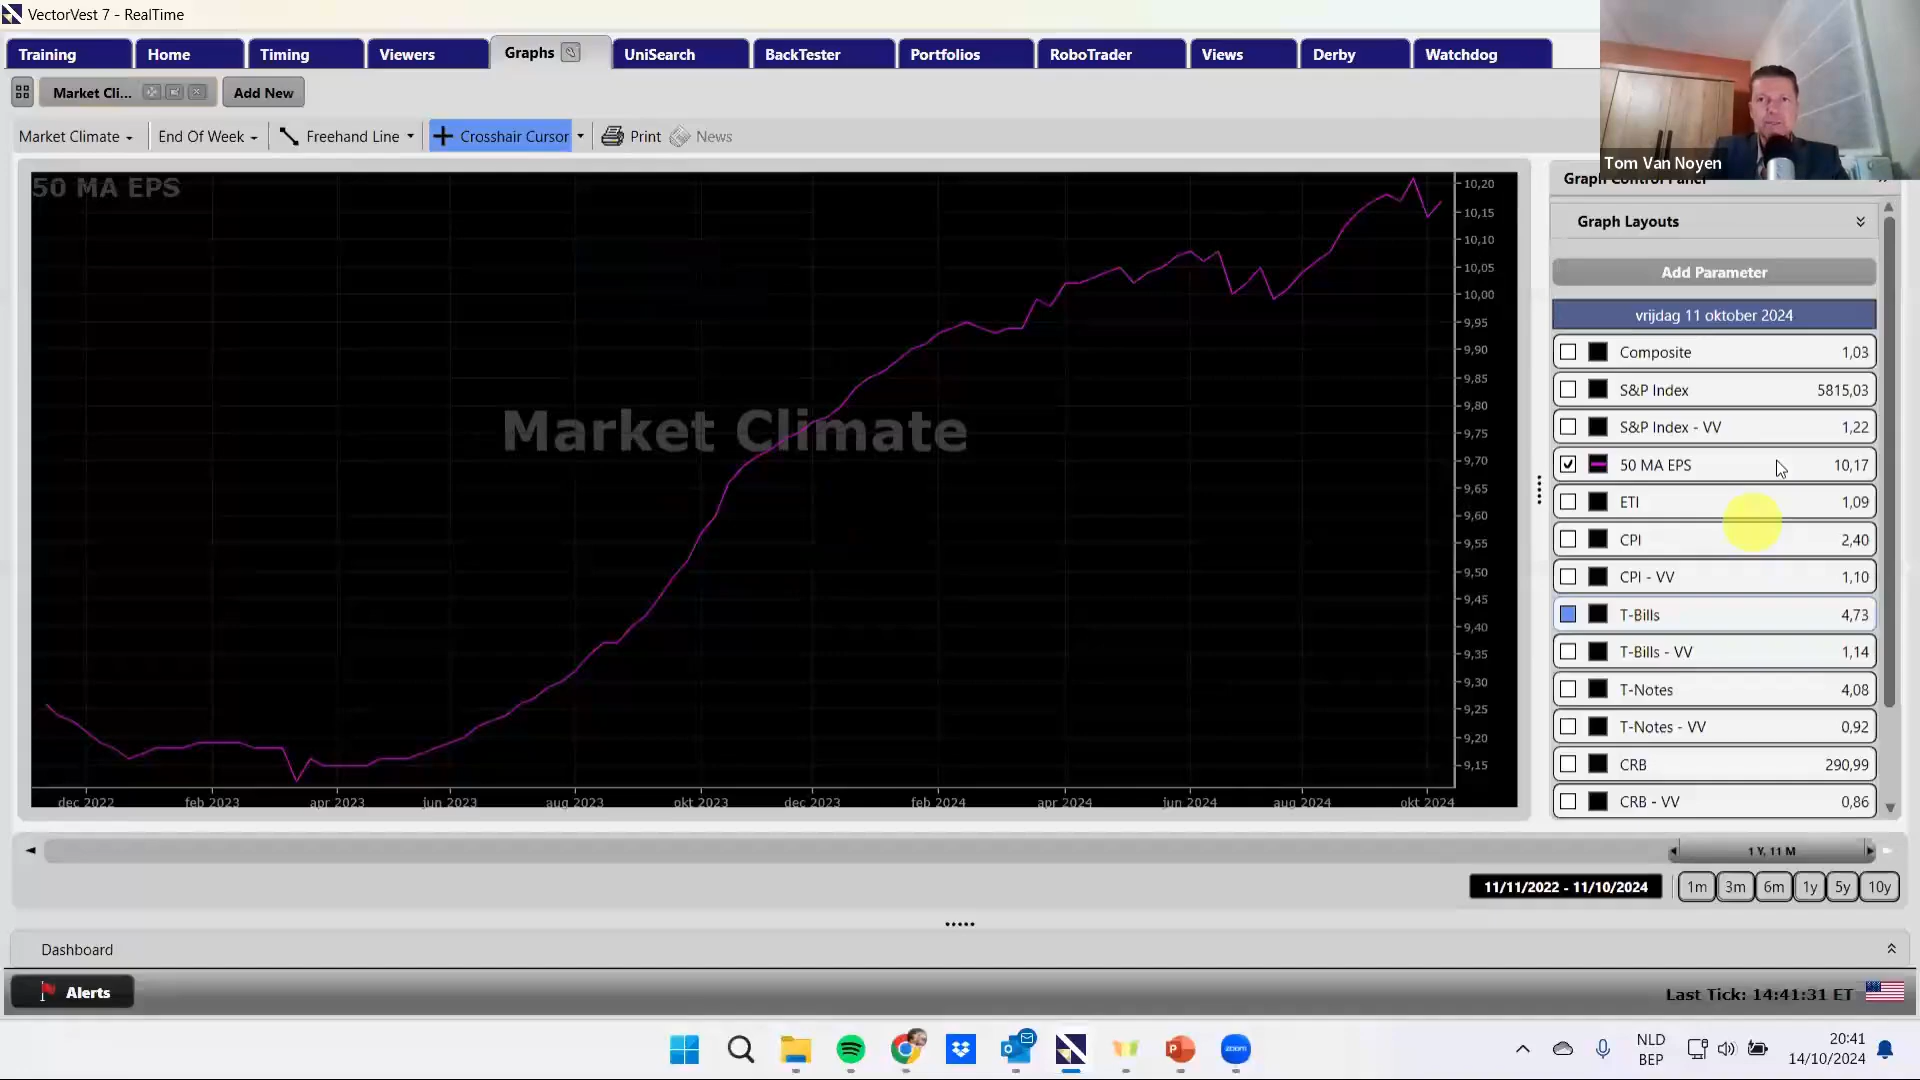 VectorVest 7 - RealTime
Training
Home
Timing
Viewers
Graphs
UniSearch
BackTester
Portfolios
RoboTrader
Views
Derby
Watchdog
Market Cli...
Add New
Market Climate
End Of Week
Freehand Line
Crosshair Cursor
Print
News
Tom Van Noyen
50 MA EPS
Market Climate
10,20
10,15
10,10
10,05
10,00
9,95
9,90
9,85
9,80
9,75
9,70
9,65
9,60
9,55
9,50
9,45
9,40
9,35
9,30
9,25
9,20
9,15
dec 2022
feb 2023
apr 2023
jun 2023
aug 2023
okt 2023
dec 2023
feb 2024
apr 2024
jun 2024
aug 2024
okt 2024
Graph Control Panel
Graph Layouts
Add Parameter
vrijdag 11 oktober 2024
Composite 1,03
S&P Index 5815,03
S&P Index - VV 1,22
50 MA EPS 10,17
ETI 1,09
CPI 2,40
CPI - VV 1,10
T-Bills 4,73
T-Bills - VV 1,14
T-Notes 4,08
T-Notes - VV 0,92
CRB 290,99
CRB - VV 0,86
1 Y, 11 M
11/11/2022 - 11/10/2024
1m
3m
6m
1y
5y
10y
Dashboard
Alerts
Last Tick: 14:41:31 ET
zoom
NLD
BEP
20:41
14/10/2024